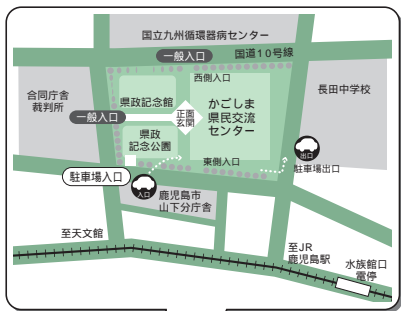 国立九州循環器病センター
一般入口
国道10号線
西側入口
合同庁舎
裁判所
県政記念館
かごしま
県民交流
センター
長田中学校
一般入口
正面
玄関
県政
記念公園
出口
東側入口
駐車場出口
駐車場入口
入口
鹿児島市
山下分庁舎
至天文館
至JR
鹿児島駅
水族館口
電停